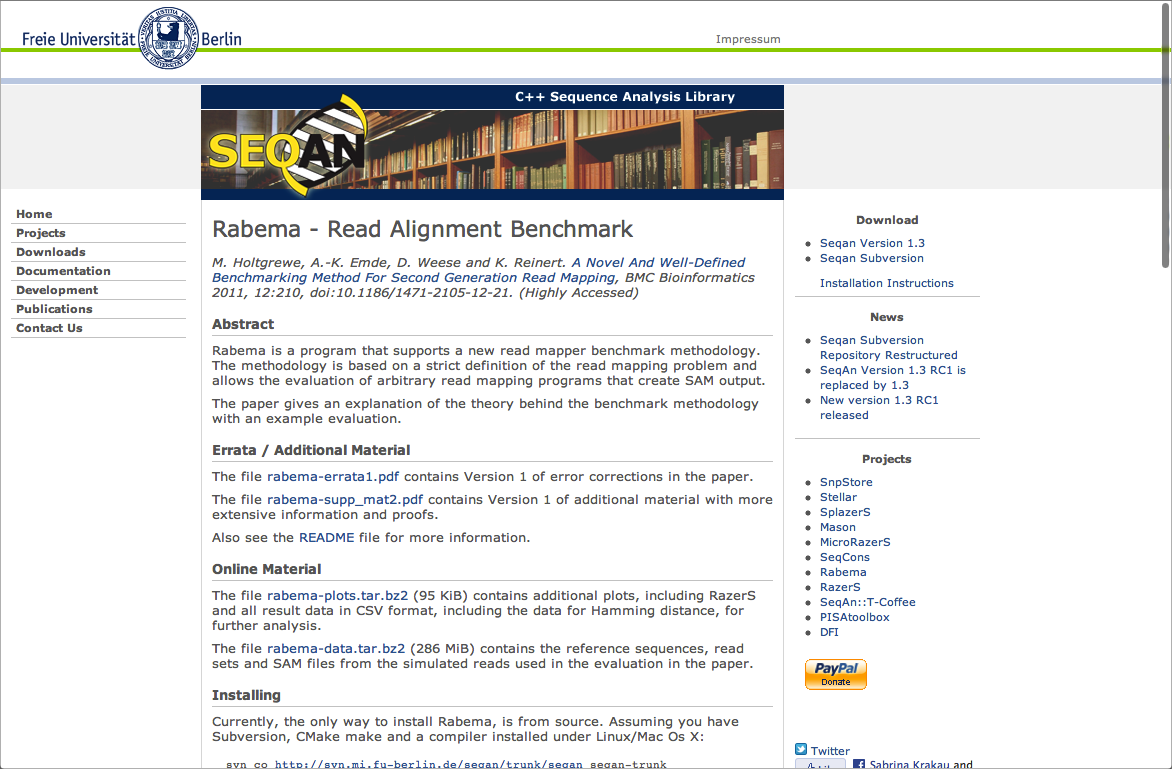 Freie Universität Berlin
Impressum
C++ Sequence Analysis Library
SEQAN
Home
Projects
Downloads
Documentation
Development
Publications
Contact Us
Rabema - Read Alignment Benchmark
M. Holtgrewe, A.-K. Emde, D. Weese and K. Reinert. A Novel And Well-Defined
Benchmarking Method For Second Generation Read Mapping, BMC Bioinformatics
2011, 12:210, doi:10.1186/1471-2105-12-21. (Highly Accessed)
Abstract
Rabema is a program that supports a new read mapper benchmark methodology.
The methodology is based on a strict definition of the read mapping problem and
allows the evaluation of arbitrary read mapping programs that create SAM output.
The paper gives an explanation of the theory behind the benchmark methodology
with an example evaluation.
Errata / Additional Material
The file rabema-errata1.pdf contains Version 1 of error corrections in the paper.
The file rabema-supp_mat2.pdf contains Version 1 of additional material with more
extensive information and proofs.
Also see the README file for more information.
Online Material
The file rabema-plots.tar.bz2 (95 KiB) contains additional plots, including RazerS
and all result data in CSV format, including the data for Hamming distance, for
further analysis.
The file rabema-data.tar.bz2 (286 MiB) contains the reference sequences, read
sets and SAM files from the simulated reads used in the evaluation in the paper.
Installing
Currently, the only way to install Rabema, is from source. Assuming you have
Subversion, CMake make and a compiler installed under Linux/Mac Os X:
svn co http://svn.mi.fu-berlin.de/seqan/trunk/seqan seqan-trunk
Download
Seqan Version 1.3
Seqan Subversion
Installation Instructions
News
Seqan Subversion
Repository Restructured
SeqAn Version 1.3 RC1 is
replaced by 1.3
New version 1.3 RC1
released
Projects
SnpStore
Stellar
SplazerS
Mason
MicroRazerS
SeqCons
Rabema
RazerS
SeqAn::T-Coffee
PISAtoolbox
DFI
PayPal
Donate
Twitter
Sabrina Krakau and